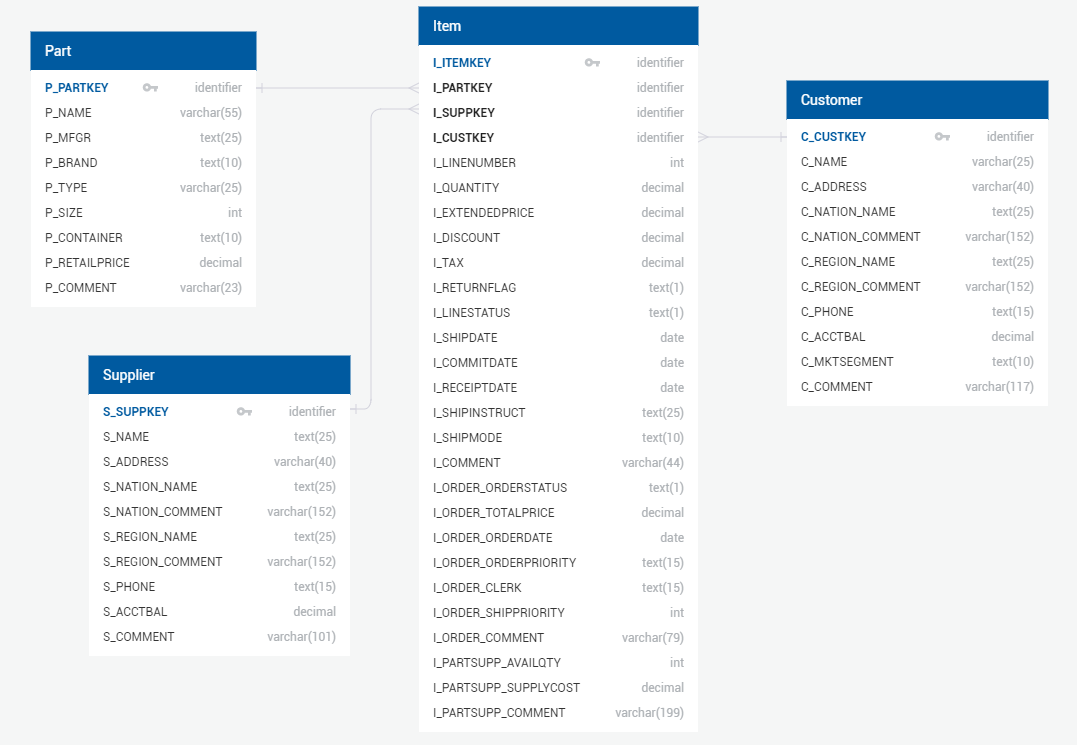 Part
P_PARTKEY identifier
P_NAME varchar(55)
P_MFGR text(25)
P_BRAND text(10)
P_TYPE varchar(25)
P_SIZE int
P_CONTAINER text(10)
P_RETAILPRICE decimal
P_COMMENT varchar(23)
Supplier
S_SUPPKEY identifier
S_NAME text(25)
S_ADDRESS varchar(40)
S_NATION_NAME text(25)
S_NATION_COMMENT varchar(152)
S_REGION_NAME text(25)
S_REGION_COMMENT varchar(152)
S_PHONE text(15)
S_ACCTBAL decimal
S_COMMENT varchar(101)
Item
I_ITEMKEY identifier
I_PARTKEY identifier
I_SUPPKEY identifier
I_CUSTKEY identifier
I_LINENUMBER int
I_QUANTITY decimal
I_EXTENDEDPRICE decimal
I_DISCOUNT decimal
I_TAX decimal
I_RETURNFLAG text(1)
I_LINESTATUS text(1)
I_SHIPDATE date
I_COMMITDATE date
I_RECEIPTDATE date
I_SHIPINSTRUCT text(25)
I_SHIPMODE text(10)
I_COMMENT varchar(44)
I_ORDER_ORDERSTATUS text(1)
I_ORDER_TOTALPRICE decimal
I_ORDER_ORDERDATE date
I_ORDER_ORDERPRIORITY text(15)
I_ORDER_CLERK text(15)
I_ORDER_SHIPPRIORITY int
I_ORDER_COMMENT varchar(79)
I_PARTSUPP_AVAILQTY int
I_PARTSUPP_SUPPLYCOST decimal
I_PARTSUPP_COMMENT varchar(199)
Customer
C_CUSTKEY identifier
C_NAME varchar(25)
C_ADDRESS varchar(40)
C_NATION_NAME text(25)
C_NATION_COMMENT varchar(152)
C_REGION_NAME text(25)
C_REGION_COMMENT varchar(152)
C_PHONE text(15)
C_ACCTBAL decimal
C_MKTSEGMENT text(10)
C_COMMENT varchar(117)